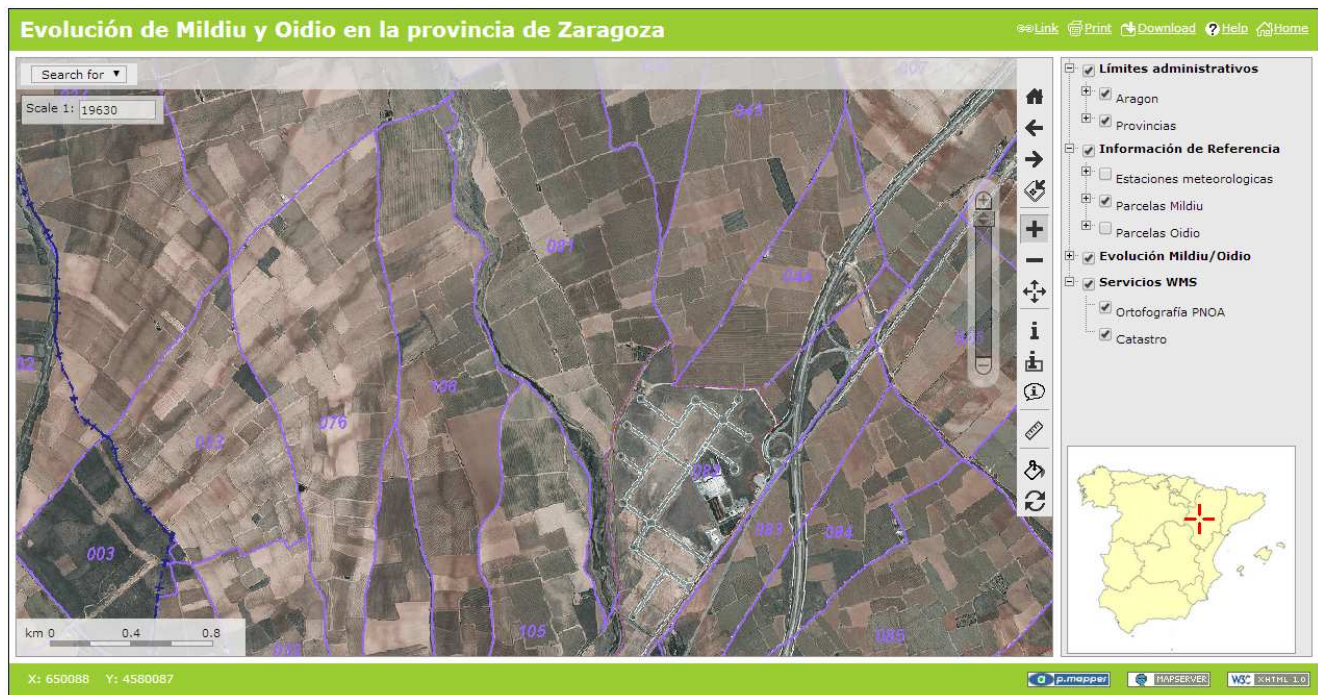 Evolución de Mildiu y Oidio en la provincia de Zaragoza
Link Print Download Help Home
Search for ▼
Scale 1: 19630
Límites administrativos
Aragon
Provincias
Información de Referencia
Estaciones meteorologicas
Parcelas Mildiu
Parcelas Oidio
Evolución Mildiu/Oidio
Servicios WMS
Ortofografía PNOA
Catastro
081
044
076
106
003
083
084
105
085
km 0 0.4 0.8
X: 650088 Y: 4580087
p.mapper
MAPSERVER
W3C XHTML 1.0